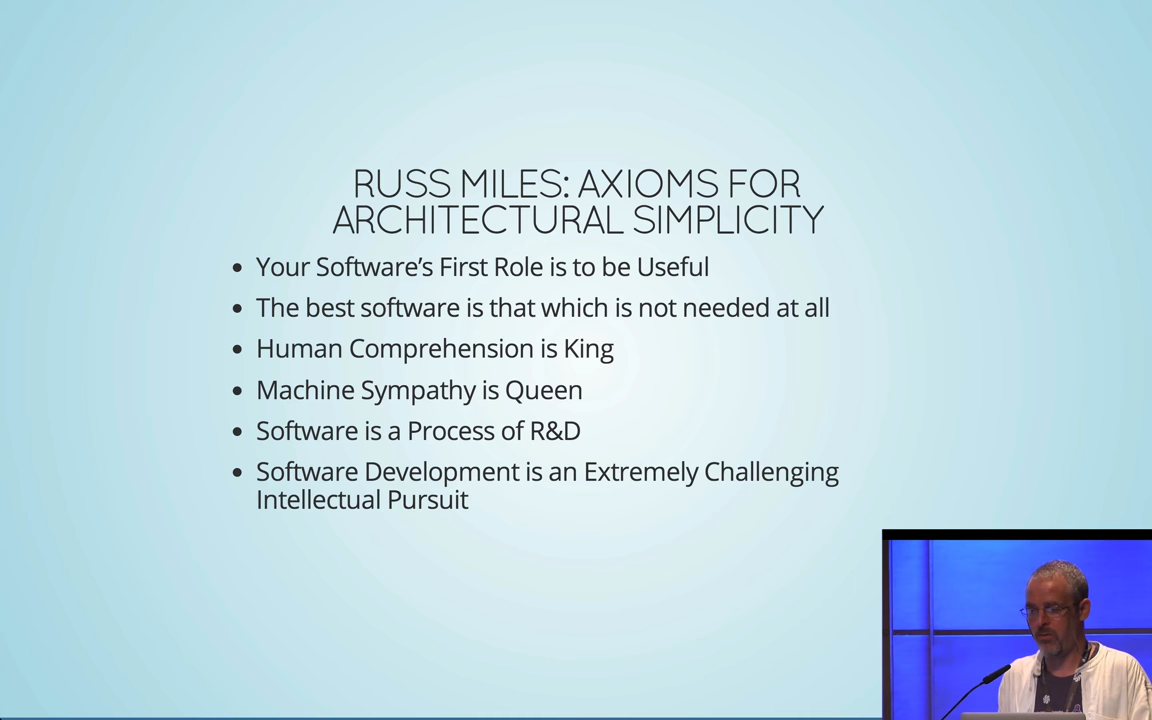 RUSS MILES: AXIOMS FOR
ARCHITECTURAL SIMPLICITY
• Your Software’s First Role is to be Useful
• The best software is that which is not needed at all
• Human Comprehension is King
• Machine Sympathy is Queen
• Software is a Process of R&D
• Software Development is an Extremely Challenging
Intellectual Pursuit